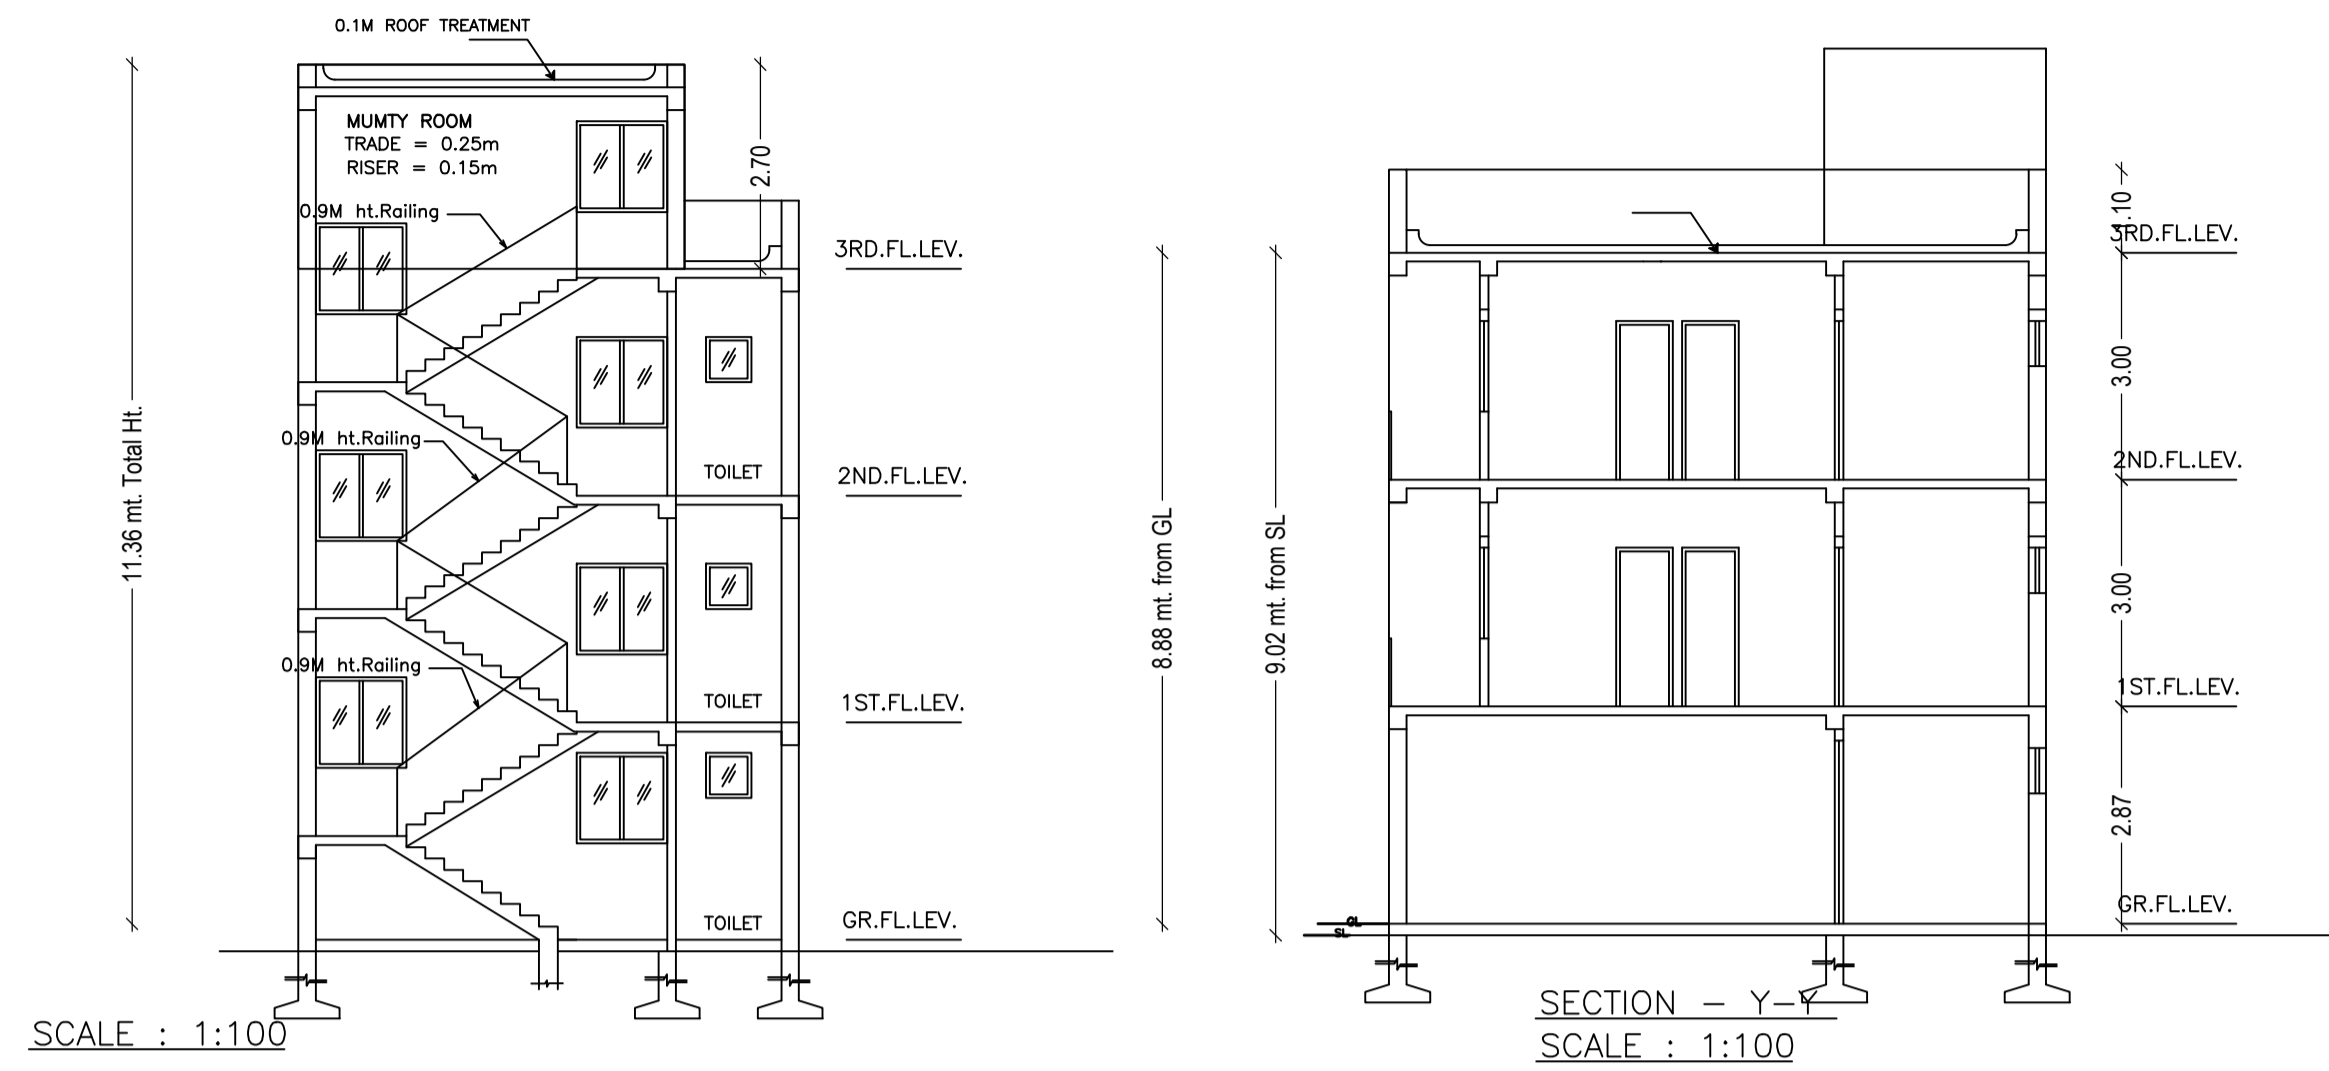 0.1M ROOF TREATMENT
MUMTY ROOM
TRADE = 0.25m
RISER = 0.15m
0.9M ht.Railing
2.70
3RD.FL.LEV.
11.36 mt. Total Ht.
0.9M ht.Railing
TOILET
2ND.FL.LEV.
0.9M ht.Railing
TOILET
1ST.FL.LEV.
TOILET
GR.FL.LEV.
SCALE : 1:100
8.88 mt. from GL
9.02 mt. from SL
1.10
3RD.FL.LEV.
3.00
2ND.FL.LEV.
3.00
1ST.FL.LEV.
2.87
GR.FL.LEV.
GL
SL
SECTION - Y-Y
SCALE : 1:100